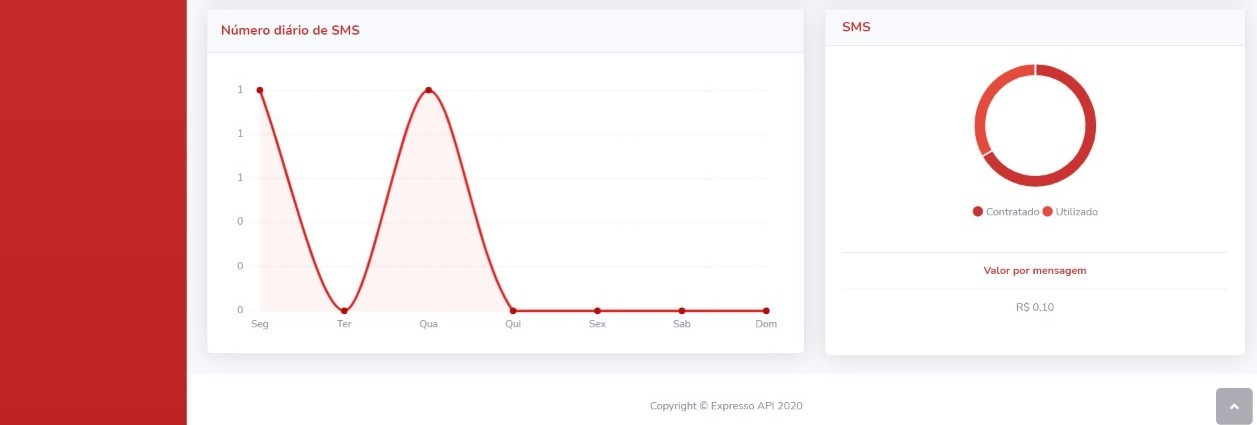 Número diário de SMS
1
1
1
0
0
0
Seg Ter Qua Qui Sex Sab Dom
SMS
Contratado Utilizado
Valor por mensagem
R$ 0,10
Copyright © Expresso API 2020